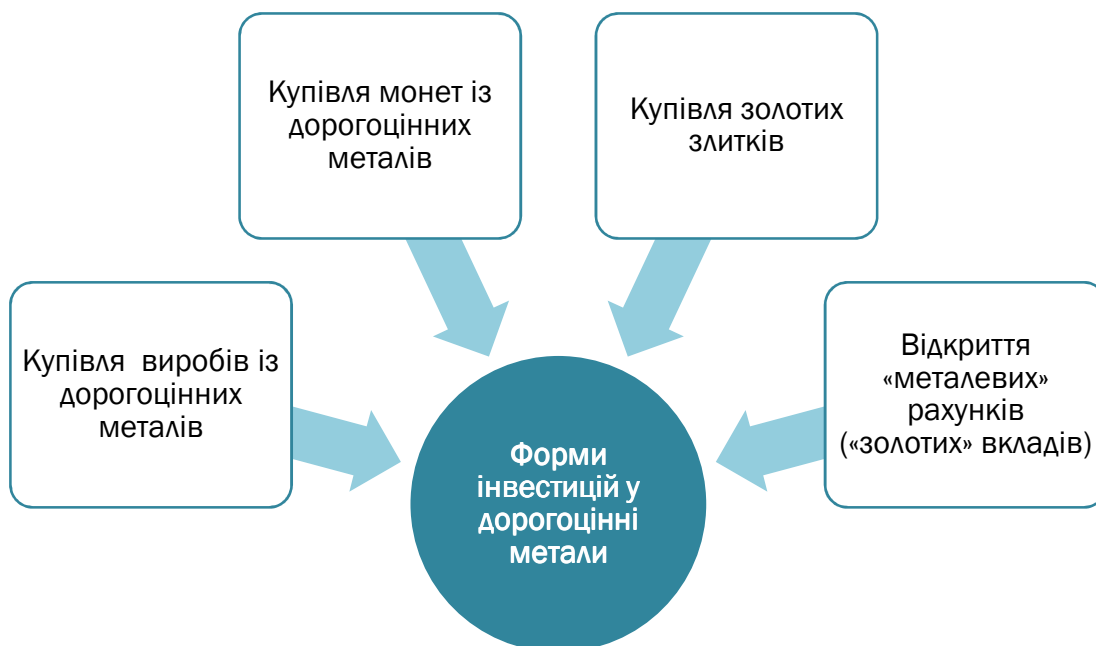 Купівля монет із
дорогоцінних
металів
Купівля золотих
злитків
Купівля  виробів із
дорогоцінних
металів
Відкриття
«металевих»
рахунків
(«золотих» вкладів)
Форми
інвестицій у
дорогоцінні
метали